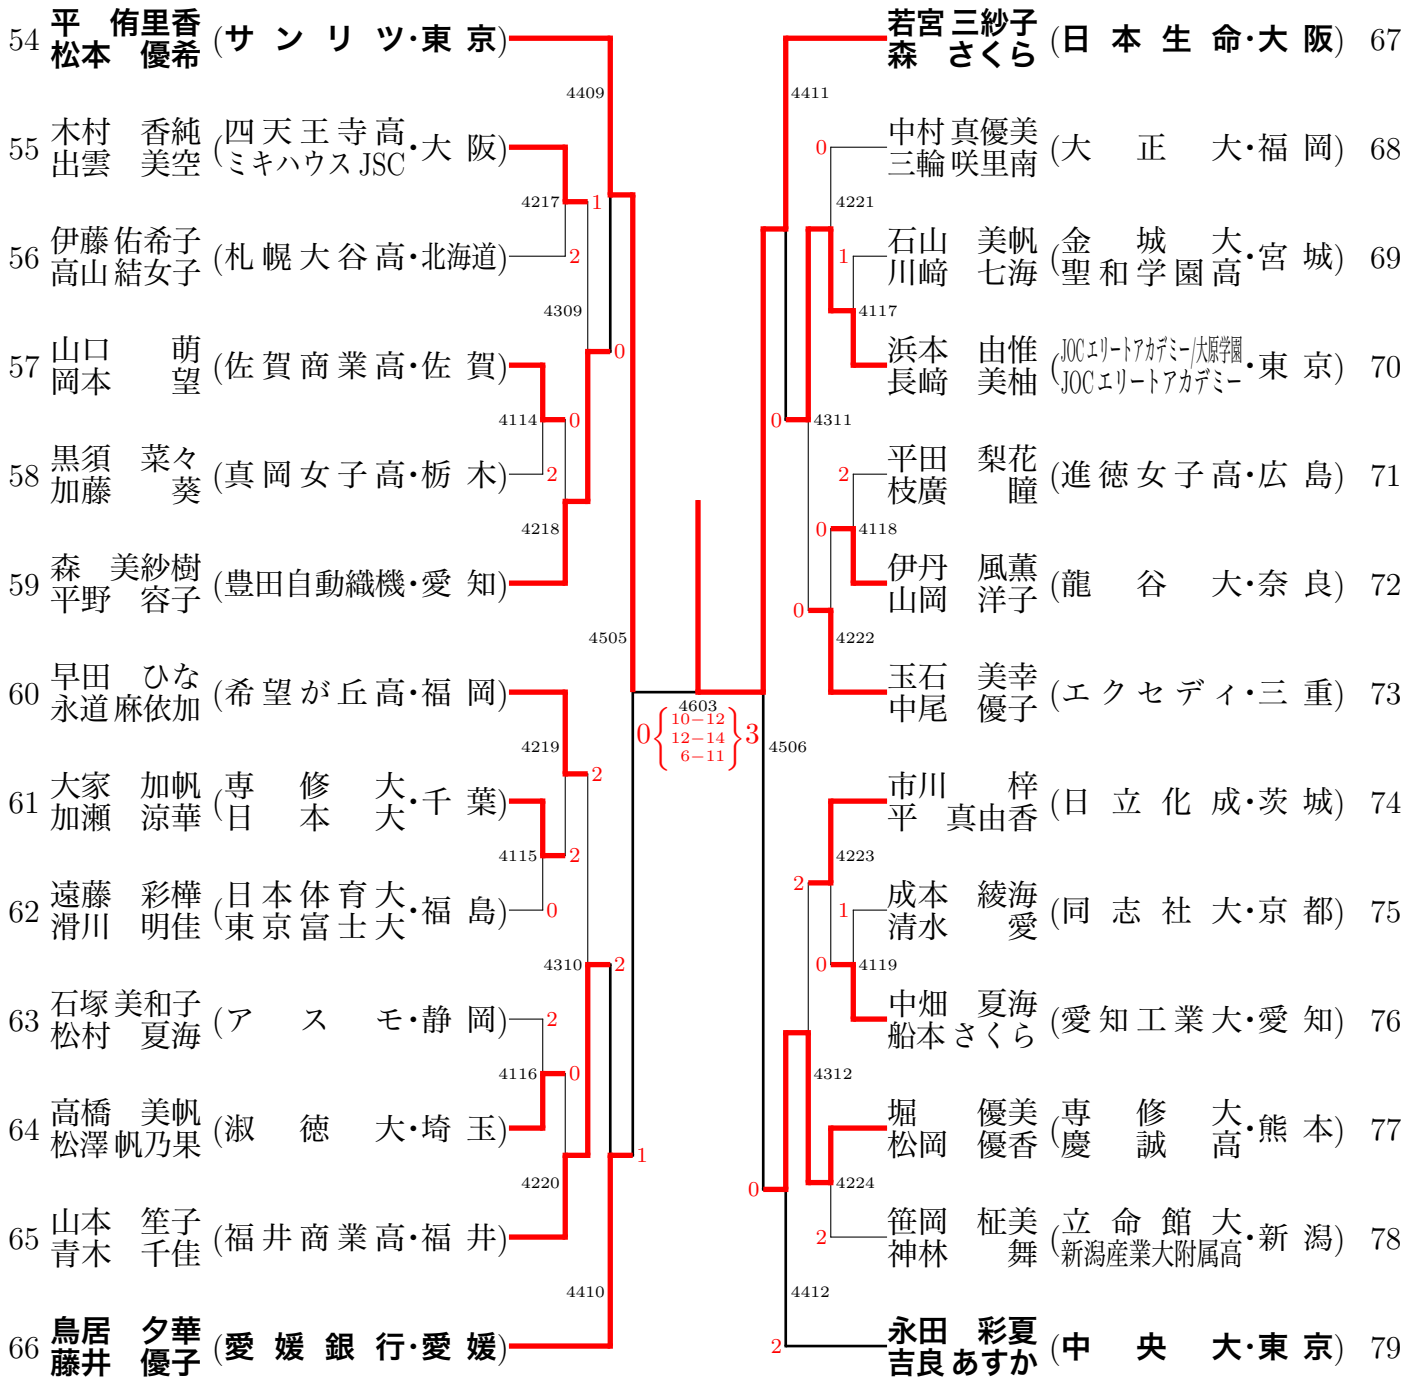 54 平 侑里香 松本 優希 (サンリツ・東京)
4409
55 木村 香純 出雲 美空 (四天王寺高 ミキハウスJSC・大阪)
4217 1
56 伊藤 佑希子 高山 結女子 (札幌大谷高・北海道)
2
4309
0
57 山口 萌 岡本 望 (佐賀商業高・佐賀)
4114 0
58 黒須 菜々 加藤 葵 (真岡女子高・栃木)
2
4218
59 森 美紗樹 平野 容子 (豊田自動織機・愛知)
4505
60 早田 ひな 永道 麻依加 (希望が丘高・福岡)
4219 2
61 大家 加帆 加瀬 涼華 (専修大 日本大・千葉)
4115 2
62 遠藤 彩樺 滑川 明佳 (日本体育大 東京富士大・福島)
0
4310 2
63 石塚 美和子 松村 夏海 (アスモ・静岡)
2
4116 0
64 高橋 美帆 松澤 帆乃果 (淑徳大・埼玉)
1
4220
65 山本 笙子 青木 千佳 (福井商業高・福井)
4410
66 鳥居 夕華 藤井 優子 (愛媛銀行・愛媛)
4603
0 { 10−12
12−14
6−11 } 3
若宮 三紗子 森 さくら (日本生命・大阪) 67
4411
中村 真優美 三輪 咲里南 (大正大・福岡) 68
0
4221
石山 美帆 川﨑 七海 (金城大 聖和学園高・宮城) 69
1
4117
浜本 由惟 長﨑 美柚 (JOCエリートアカデミー/大原学園 JOCエリートアカデミー・東京) 70
0 4311
平田 梨花 枝廣 瞳 (進徳女子高・広島) 71
2
0 4118
伊丹 風薫 山岡 洋子 (龍谷大・奈良) 72
0
4222
玉石 美幸 中尾 優子 (エクセディ・三重) 73
4506
市川 梓 平 真由香 (日立化成・茨城) 74
4223
2
成本 綾海 清水 愛 (同志社大・京都) 75
1
0 4119
中畑 夏海 船本 さくら (愛知工業大・愛知) 76
4312
堀 優美 松岡 優香 (専修大 慶誠高・熊本) 77
0 4224
笹岡 柾美 神林 舞 (立命館大 新潟産業大附属高・新潟) 78
2
4412
永田 彩夏 吉良 あすか (中央大・東京) 79
2